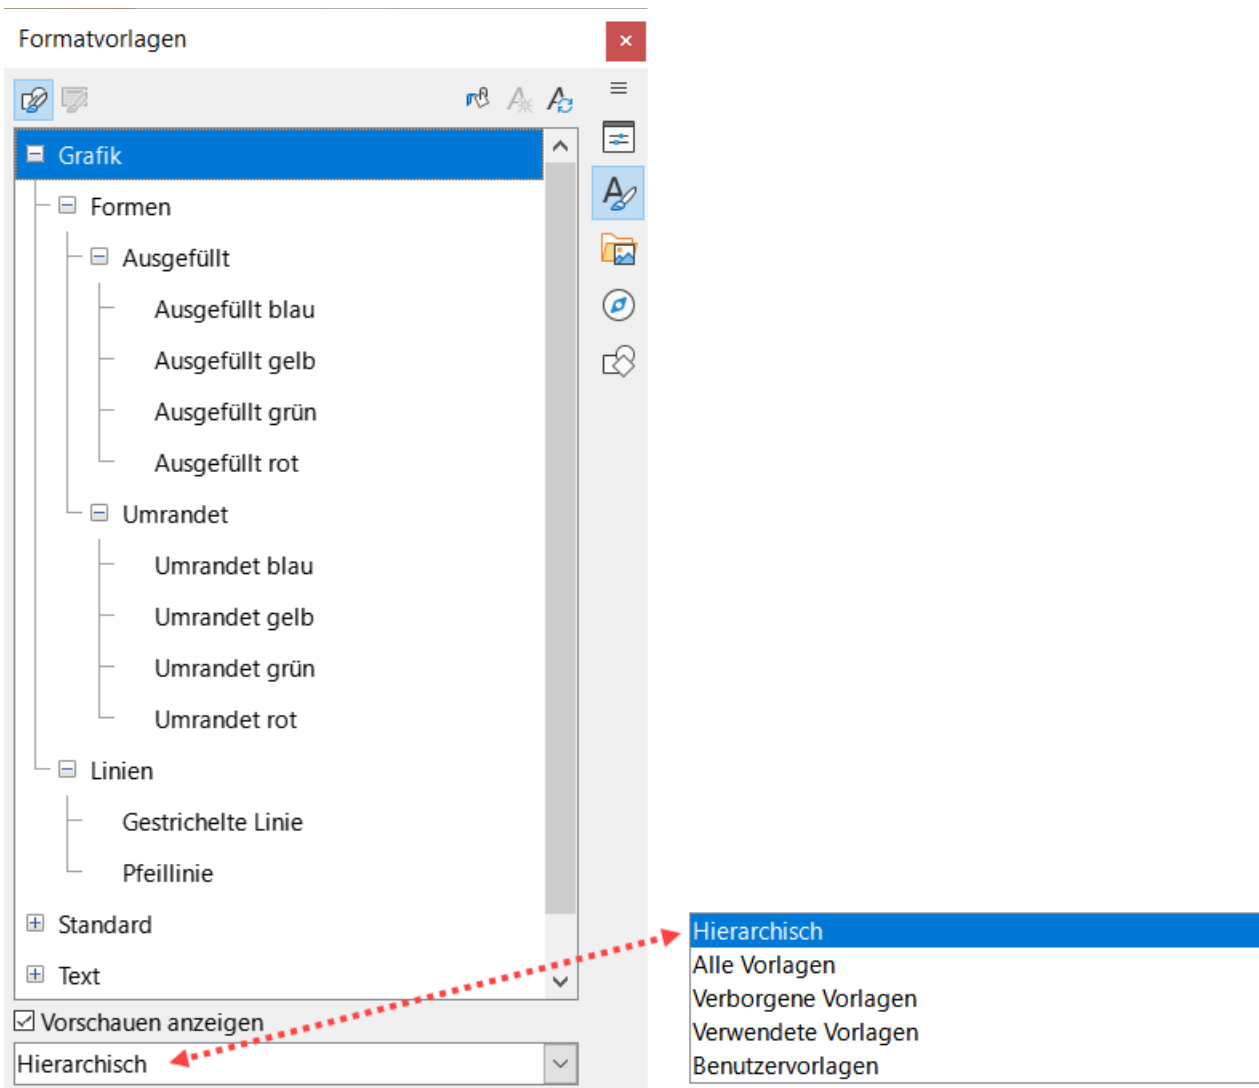 Formatvorlagen
Grafik
Formen
Ausgefüllt
Ausgefüllt blau
Ausgefüllt gelb
Ausgefüllt grün
Ausgefüllt rot
Umrandet
Umrandet blau
Umrandet gelb
Umrandet grün
Umrandet rot
Linien
Gestrichelte Linie
Pfeillinie
Standard
Text
Vorschauen anzeigen
Hierarchisch
Hierarchisch
Alle Vorlagen
Verborgene Vorlagen
Verwendete Vorlagen
Benutzervorlagen